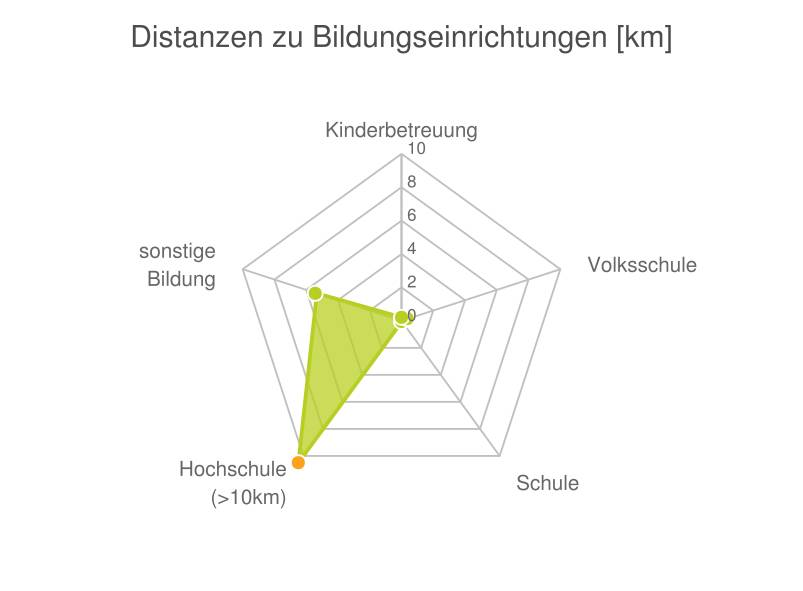 Distanzen zu Bildungseinrichtungen [km]
Kinderbetreuung
10
8
6
4
2
0
sonstige
Bildung
Volksschule
Hochschule
(>10km)
Schule